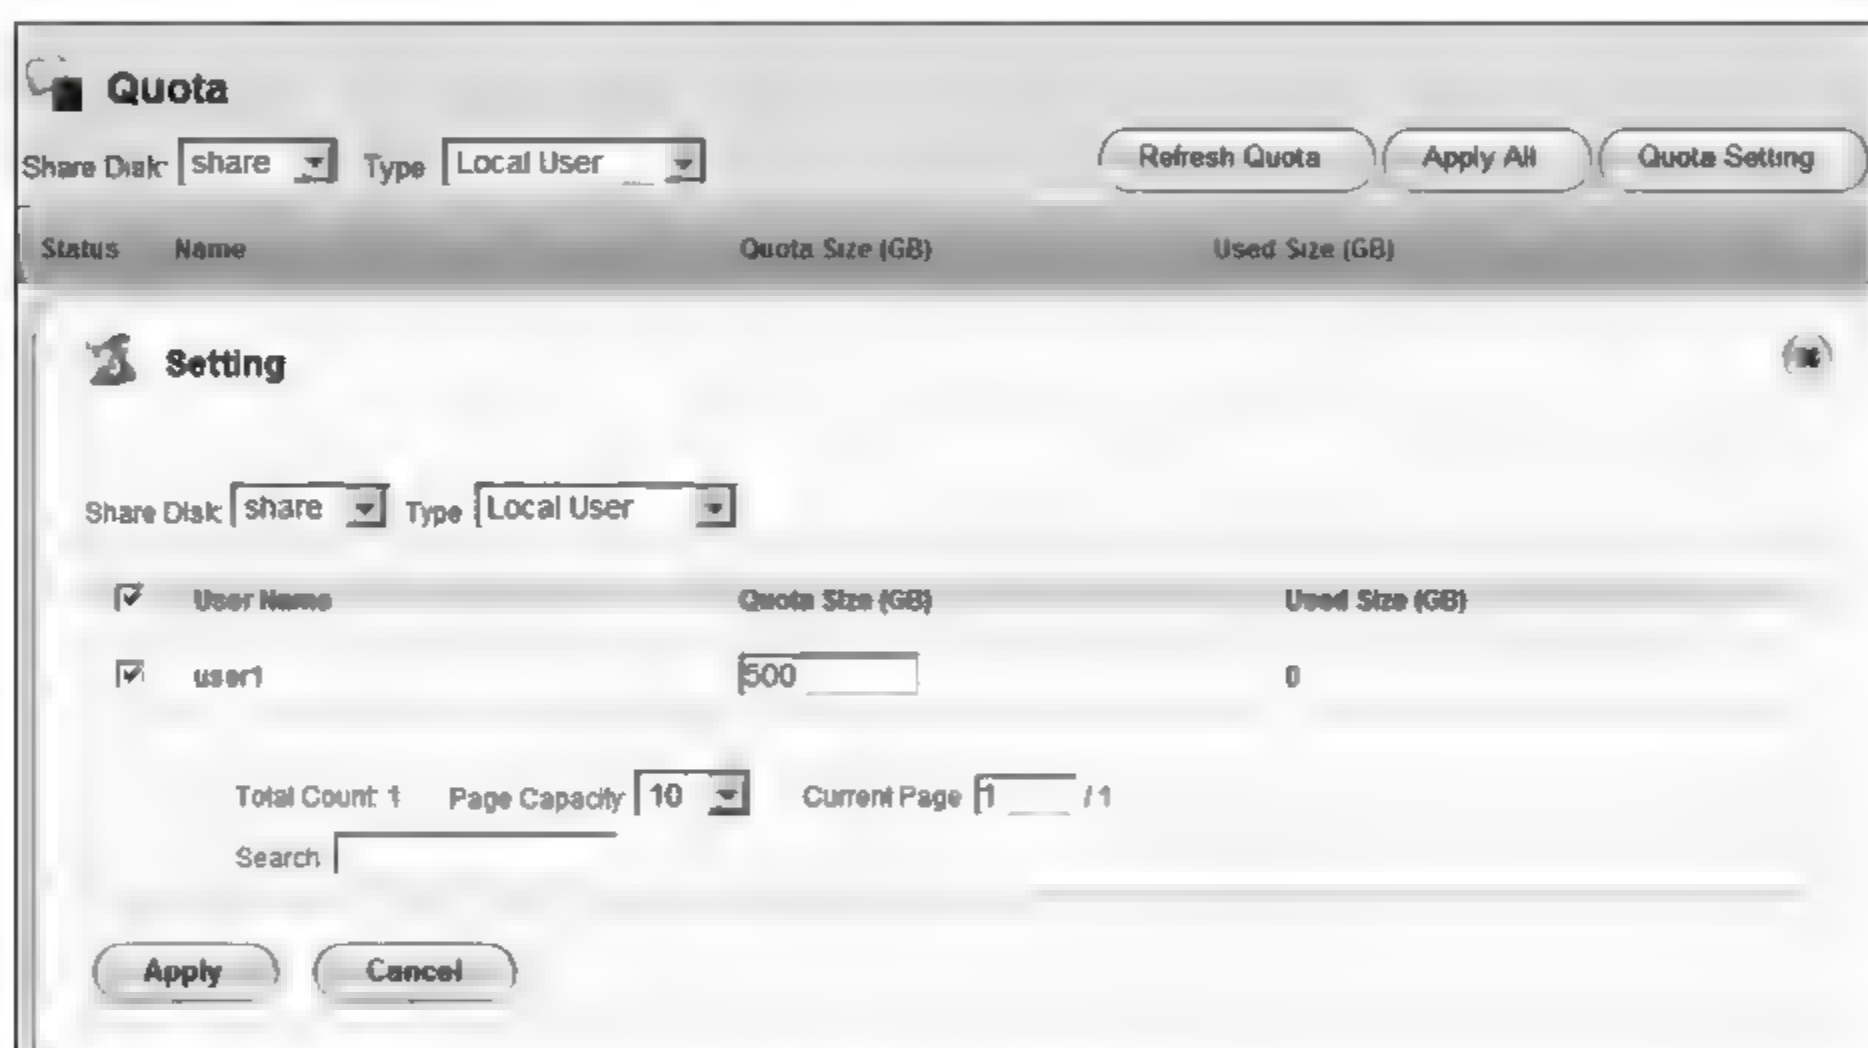 Quota
Share Disk: share Type Local User Refresh Quota Apply All Quota Setting
Status Name Quota Size (GB) Used Size (GB)
Setting
Share Disk: share Type Local User
User Name Quota Size (GB) Used Size (GB)
user1 500 0
Total Count: 1 Page Capacity 10 Current Page 1 / 1
Search
Apply Cancel